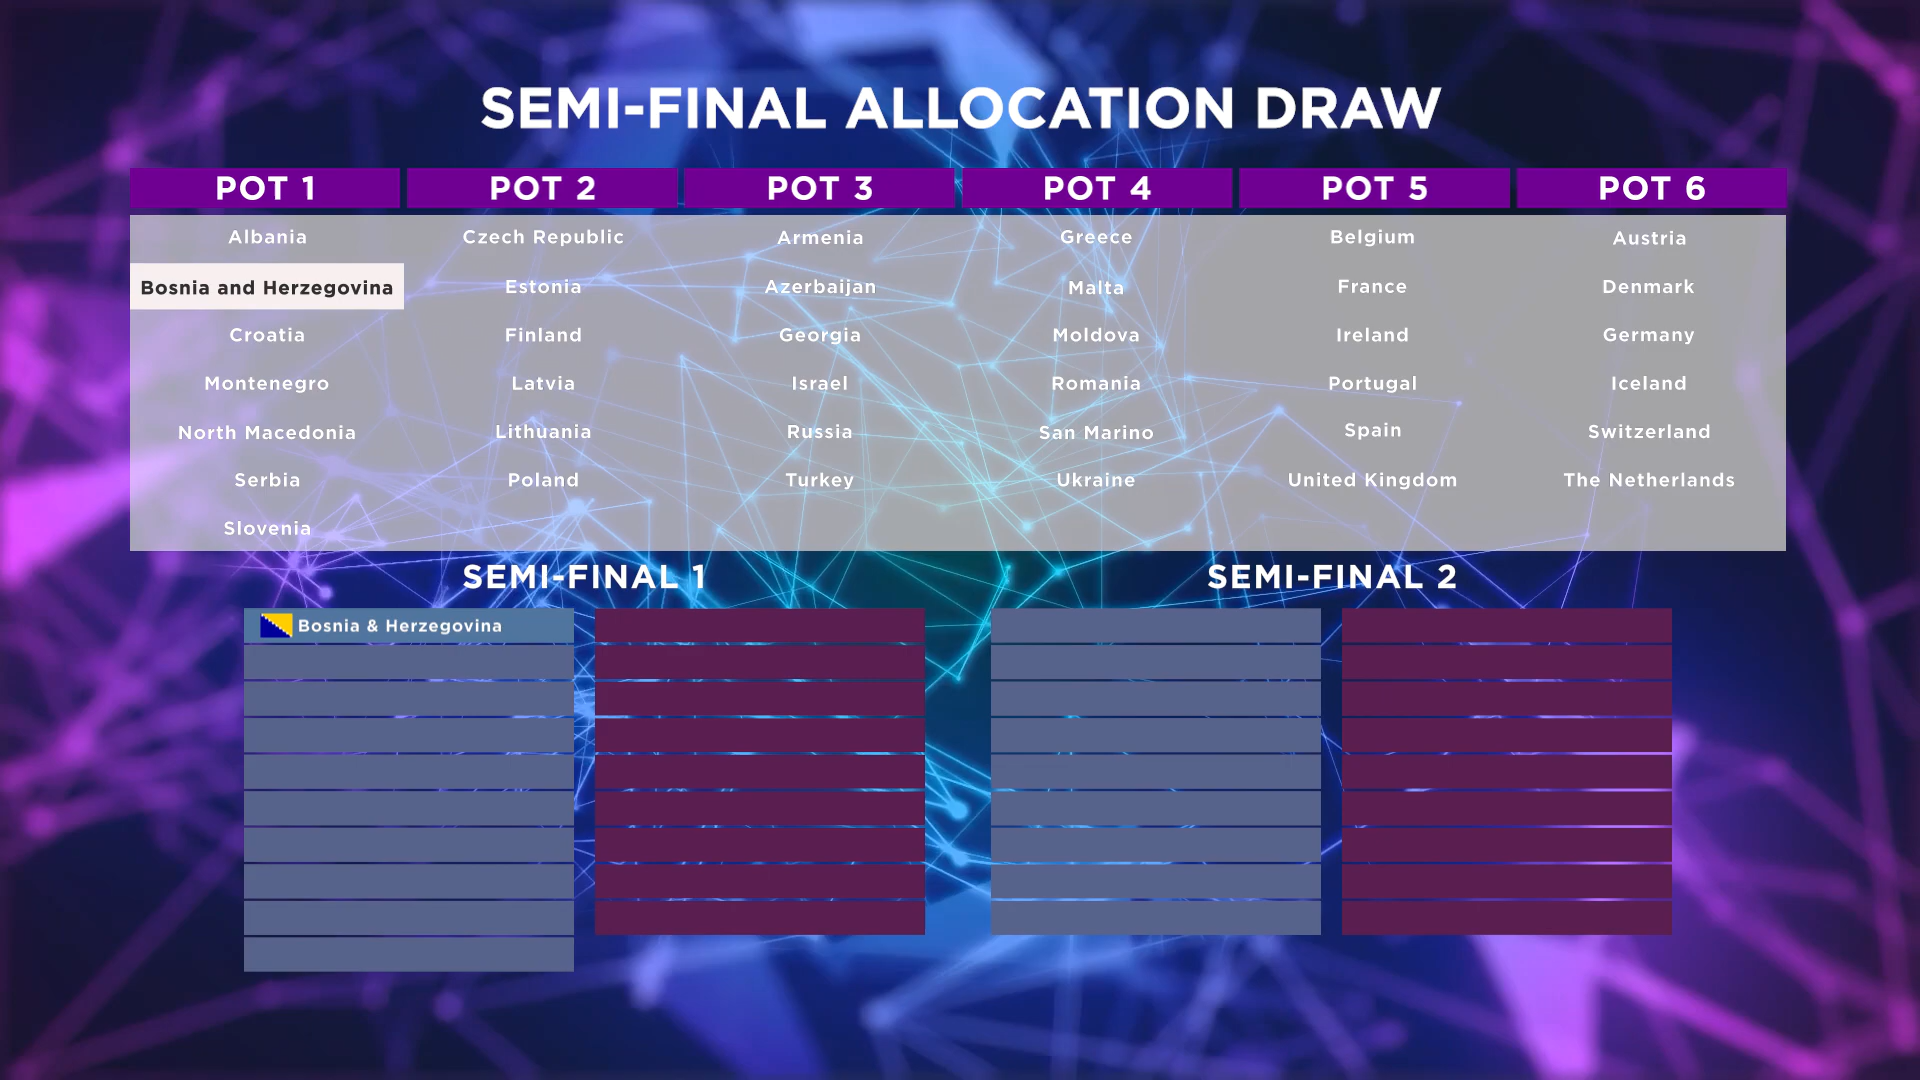 SEMI-FINAL ALLOCATION DRAW
POT 1 POT 2 POT 3 POT 4 POT 5 POT 6
Albania Czech Republic Armenia Greece Belgium Austria
Bosnia and Herzegovina Estonia Azerbaijan Malta France Denmark
Croatia Finland Georgia Moldova Ireland Germany
Montenegro Latvia Israel Romania Portugal Iceland
North Macedonia Lithuania Russia San Marino Spain Switzerland
Serbia Poland Turkey Ukraine United Kingdom The Netherlands
Slovenia
SEMI-FINAL 1 SEMI-FINAL 2
Bosnia & Herzegovina